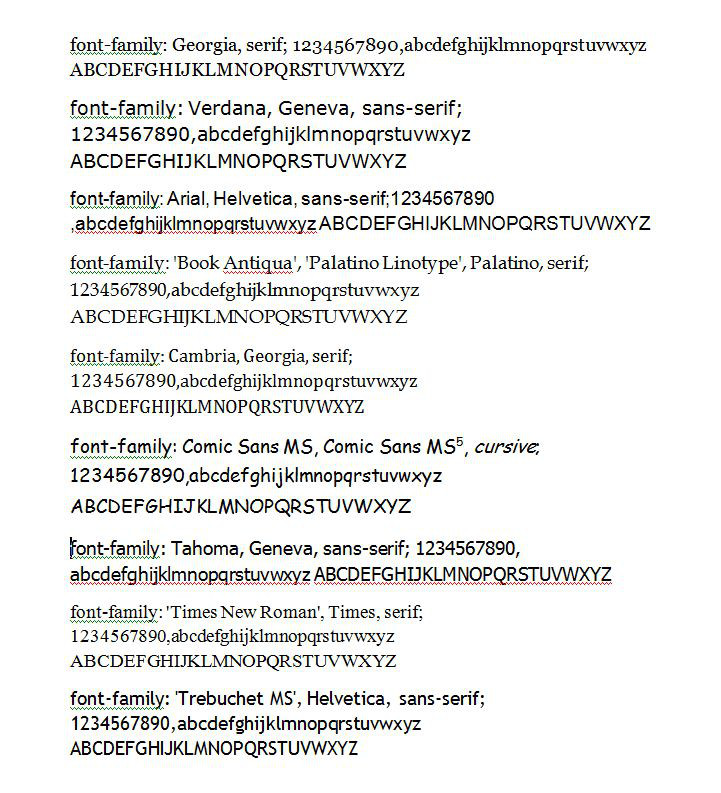 font-family: Georgia, serif; 1234567890,abcdefghijklmnopqrstuvwxyz
ABCDEFGHIJKLMNOPQRSTUVWXYZ
font-family: Verdana, Geneva, sans-serif;
1234567890,abcdefghijklmnopqrstuvwxyz
ABCDEFGHIJKLMNOPQRSTUVWXYZ
font-family: Arial, Helvetica, sans-serif;1234567890
,abcdefghijklmnopqrstuvwxyz ABCDEFGHIJKLMNOPQRSTUVWXYZ
font-family: 'Book Antiqua', 'Palatino Linotype', Palatino, serif;
1234567890,abcdefghijklmnopqrstuvwxyz
ABCDEFGHIJKLMNOPQRSTUVWXYZ
font-family: Cambria, Georgia, serif;
1234567890,abcdefghijklmnopqrstuvwxyz
ABCDEFGHIJKLMNOPQRSTUVWXYZ
font-family: Comic Sans MS, Comic Sans MS⁵, cursive;
1234567890,abcdefghijklmnopqrstuvwxyz
ABCDEFGHIJKLMNOPQRSTUVWXYZ
font-family: Tahoma, Geneva, sans-serif; 1234567890,
abcdefghijklmnopqrstuvwxyz ABCDEFGHIJKLMNOPQRSTUVWXYZ
font-family: 'Times New Roman', Times, serif;
1234567890,abcdefghijklmnopqrstuvwxyz
ABCDEFGHIJKLMNOPQRSTUVWXYZ
font-family: 'Trebuchet MS', Helvetica, sans-serif;
1234567890,abcdefghijklmnopqrstuvwxyz
ABCDEFGHIJKLMNOPQRSTUVWXYZ